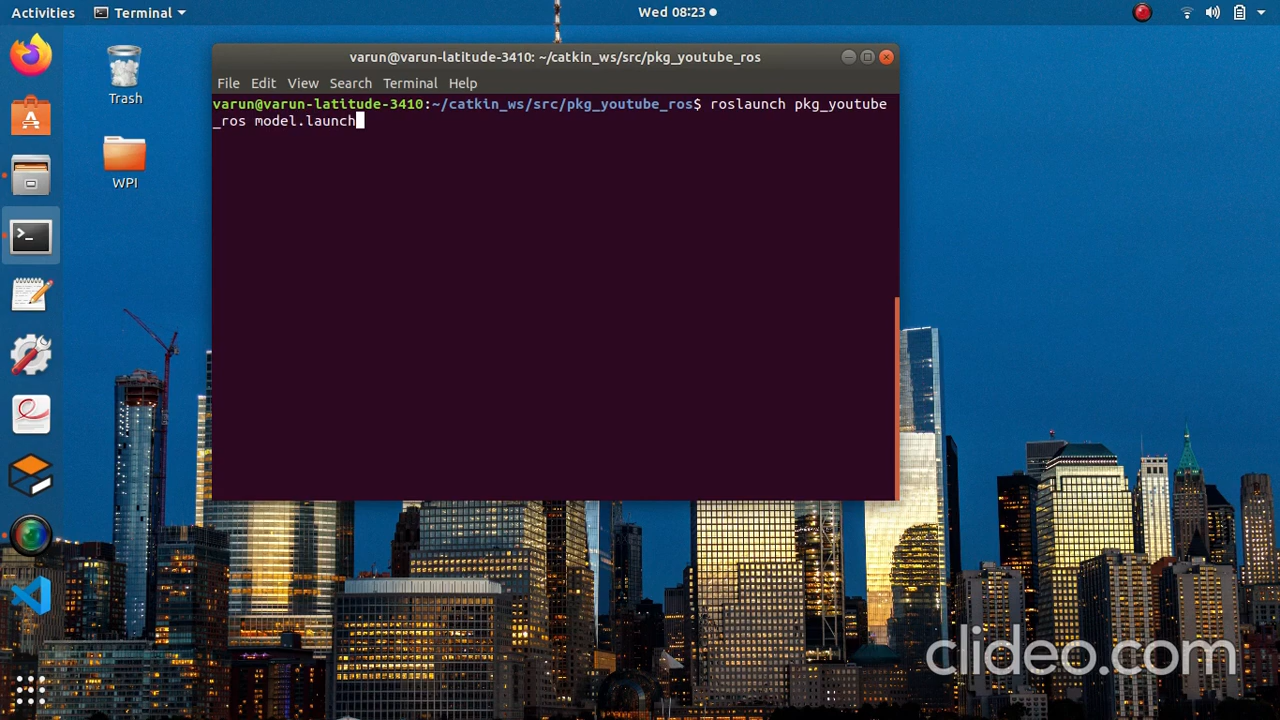 Activities
Terminal
Wed 08:23
Trash
WPI
varun@varun-latitude-3410: ~/catkin_ws/src/pkg_youtube_ros
File Edit View Search Terminal Help
varun@varun-latitude-3410:~/catkin_ws/src/pkg_youtube_ros$ roslaunch pkg_youtube
_ros model.launch
clideo.com